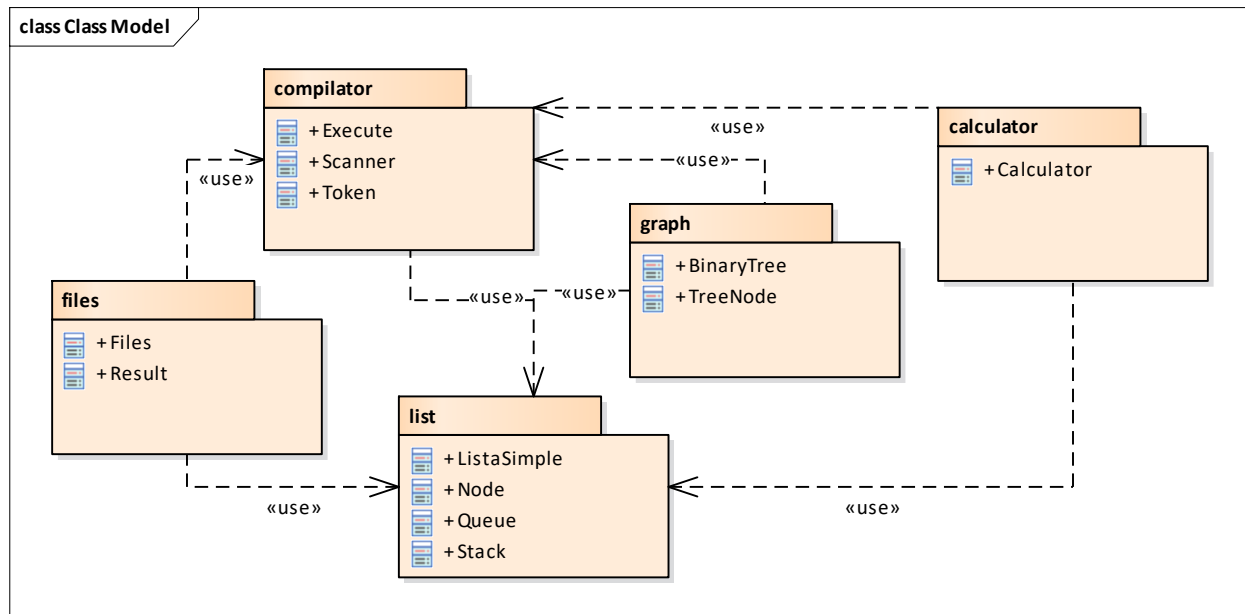 class Class Model
compilator
+ Execute
+ Scanner
+ Token
«use»
«use»
calculator
+ Calculator
«use»
graph
+ BinaryTree
+ TreeNode
«use»
«use»
files
+ Files
+ Result
list
+ ListaSimple
+ Node
+ Queue
+ Stack
«use»
«use»